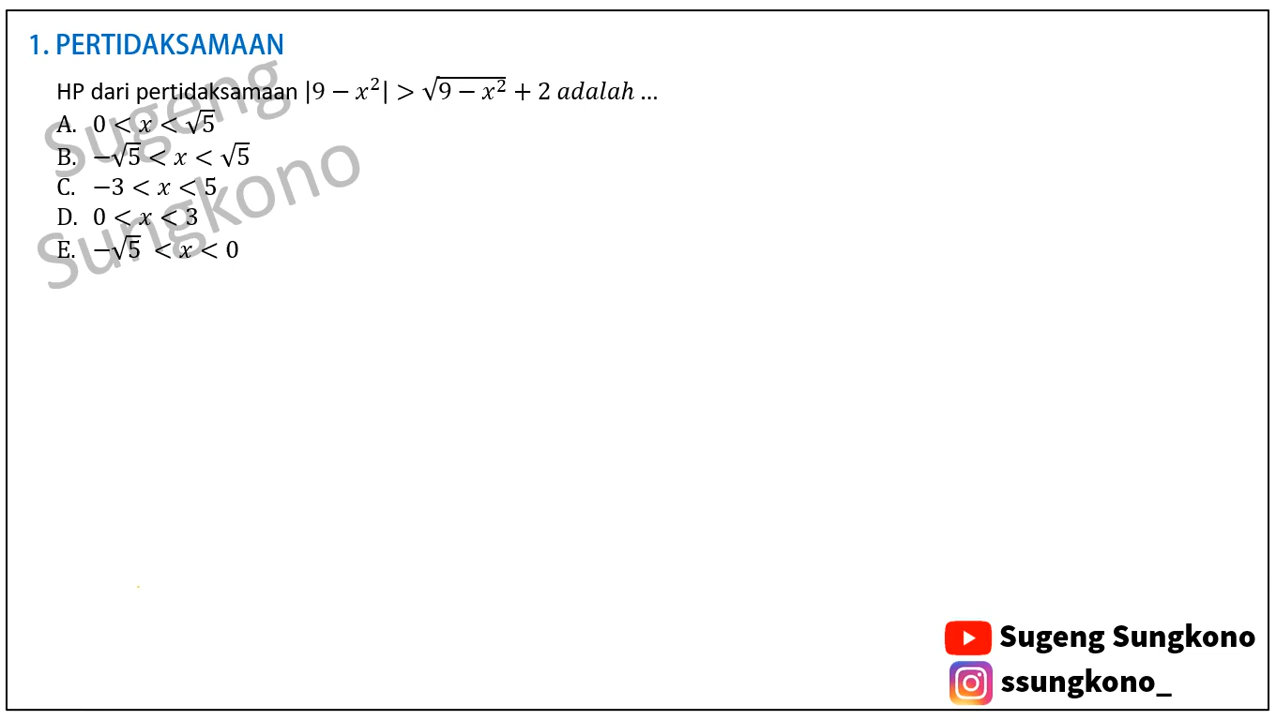 1. PERTIDAKSAMAAN
HP dari pertidaksamaan |9 − x²| > √(9 − x²) + 2 adalah ...
A. 0 < x < √5
B. −√5 < x < √5
C. −3 < x < 5
D. 0 < x < 3
E. −√5 < x < 0
Sugeng
Sungkono
Sugeng Sungkono
ssungkono_